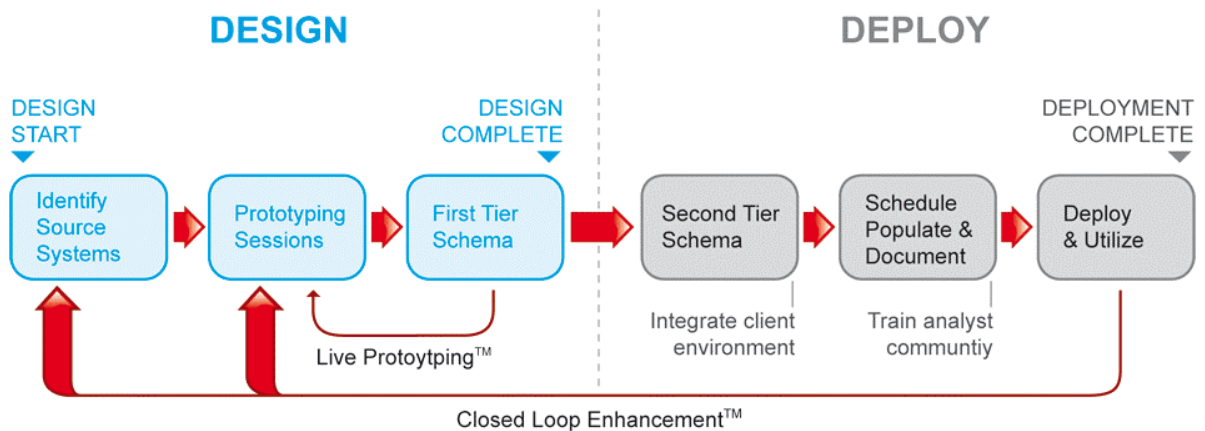 DESIGN
DEPLOY
DESIGN
START
DESIGN
COMPLETE
DEPLOYMENT
COMPLETE
Identify
Source
Systems
Prototyping
Sessions
First Tier
Schema
Second Tier
Schema
Schedule
Populate &
Document
Deploy
& Utilize
Integrate client
environment
Train analyst
communtiy
Live Protoytping™
Closed Loop Enhancement™